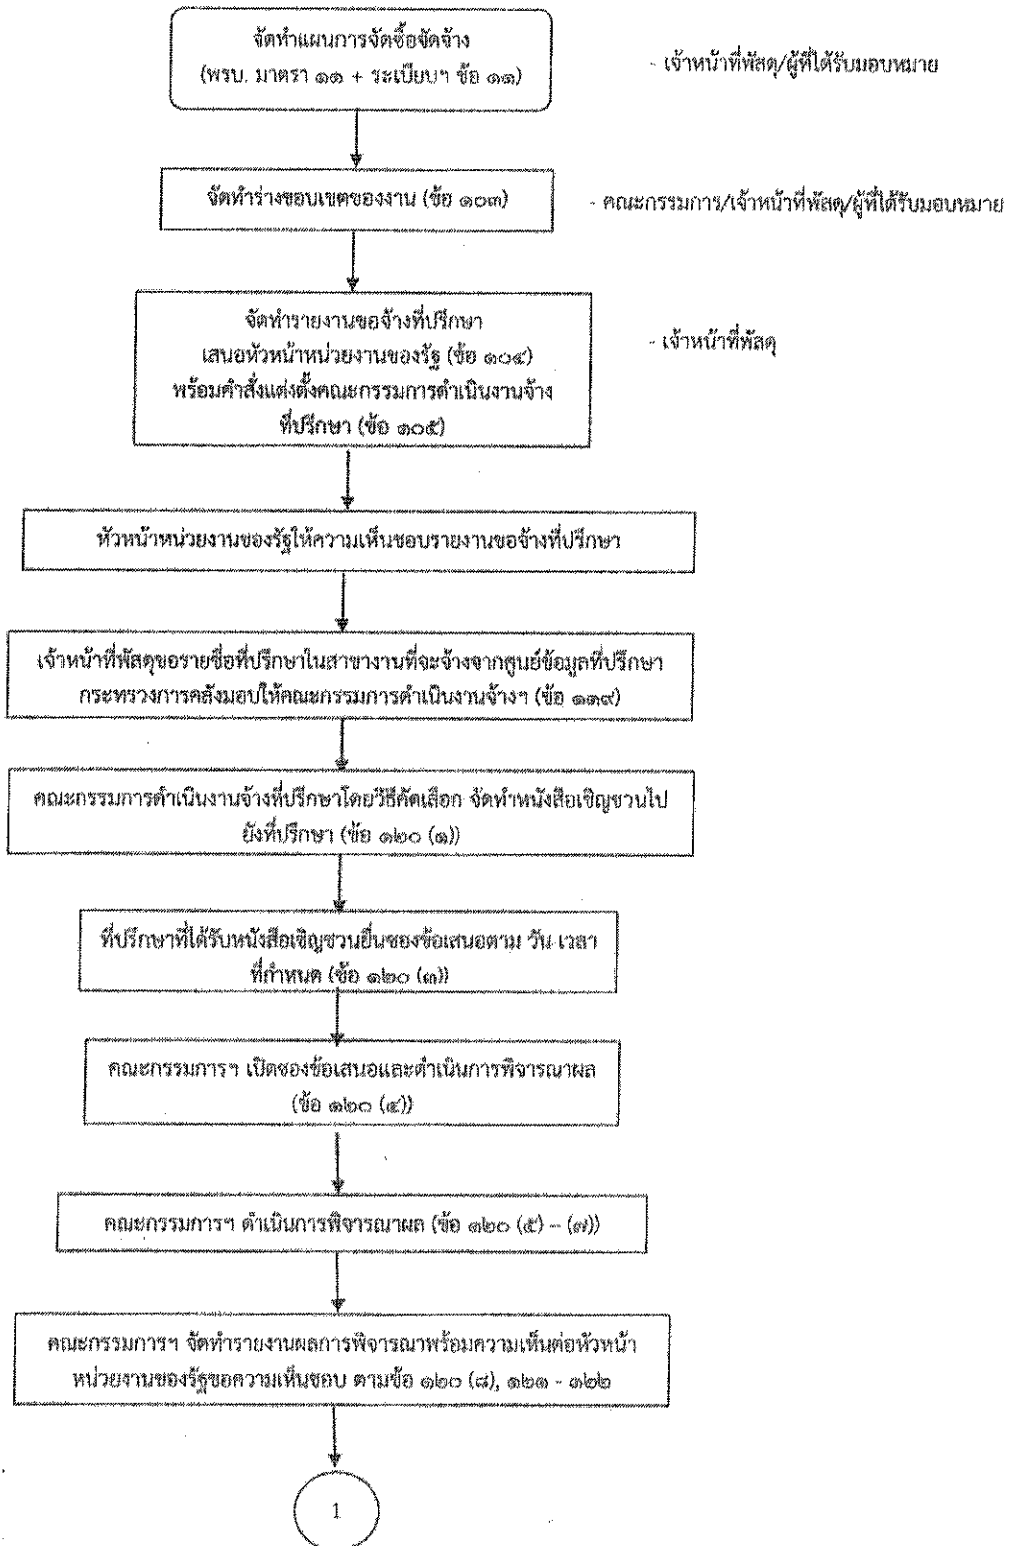 จัดทำแผนการจัดซื้อจัดจ้าง
(พรบ. มาตรา ๑๑ + ระเบียบฯ ข้อ ๑๑)
- เจ้าหน้าที่พัสดุ/ผู้ที่ได้รับมอบหมาย
จัดทำร่างขอบเขตของงาน (ข้อ ๑๐๓)
- คณะกรรมการ/เจ้าหน้าที่พัสดุ/ผู้ที่ได้รับมอบหมาย
จัดทำรายงานขอจ้างที่ปรึกษา
เสนอหัวหน้าหน่วยงานของรัฐ (ข้อ ๑๐๔)
พร้อมคำสั่งแต่งตั้งคณะกรรมการดำเนินงานจ้าง
ที่ปรึกษา (ข้อ ๑๐๕)
- เจ้าหน้าที่พัสดุ
หัวหน้าหน่วยงานของรัฐให้ความเห็นชอบรายงานขอจ้างที่ปรึกษา
เจ้าหน้าที่พัสดุขอรายชื่อที่ปรึกษาในสาขางานที่จะจ้างจากศูนย์ข้อมูลที่ปรึกษา
กระทรวงการคลังมอบให้คณะกรรมการดำเนินงานจ้างฯ (ข้อ ๑๑๙)
คณะกรรมการดำเนินงานจ้างที่ปรึกษาโดยวิธีคัดเลือก จัดทำหนังสือเชิญชวนไป
ยังที่ปรึกษา (ข้อ ๑๒๐ (๑))
ที่ปรึกษาที่ได้รับหนังสือเชิญชวนยื่นซองข้อเสนอตาม วัน เวลา
ที่กำหนด (ข้อ ๑๒๐ (๓))
คณะกรรมการฯ เปิดซองข้อเสนอและดำเนินการพิจารณาผล
(ข้อ ๑๒๐ (๔))
คณะกรรมการฯ ดำเนินการพิจารณาผล (ข้อ ๑๒๐ (๕) – (๗))
คณะกรรมการฯ จัดทำรายงานผลการพิจารณาพร้อมความเห็นต่อหัวหน้า
หน่วยงานของรัฐขอความเห็นชอบ ตามข้อ ๑๒๐ (๘), ๑๒๑ - ๑๒๒
1